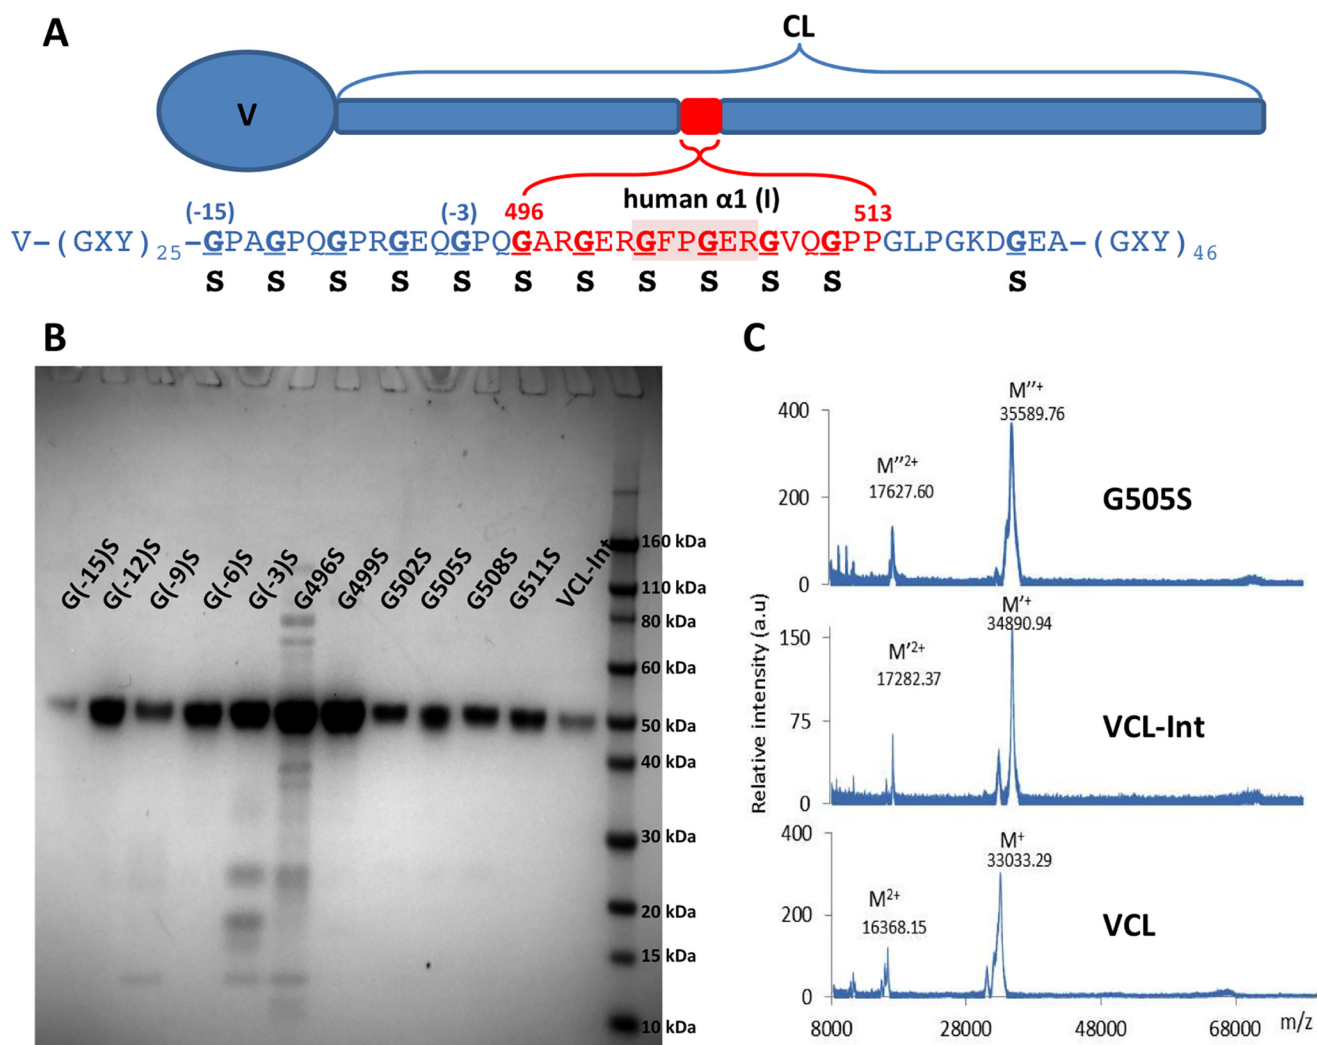 A
CL
V
human α1 (I)
(-15) (-3) 496 513
V-(GXY)25-GPAGPQGPRGEQGPQGARGERGFPGERGVQGPPGLPGKDGEA-(GXY)46
S S S S S S S S S S S S
B
G(-15)S G(-12)S G(-9)S G(-6)S G(-3)S G496S G499S G502S G505S G508S G511S VCL-Int
160 kDa
110 kDa
80 kDa
60 kDa
50 kDa
40 kDa
30 kDa
20 kDa
15 kDa
10 kDa
C
Relative intensity (a.u)
400
200
0
M''+
35589.76
M''2+
17627.60
G505S
150
75
0
M'+
34890.94
M'2+
17282.37
VCL-Int
400
200
0
M+
33033.29
M2+
16368.15
VCL
8000 28000 48000 68000 m/z